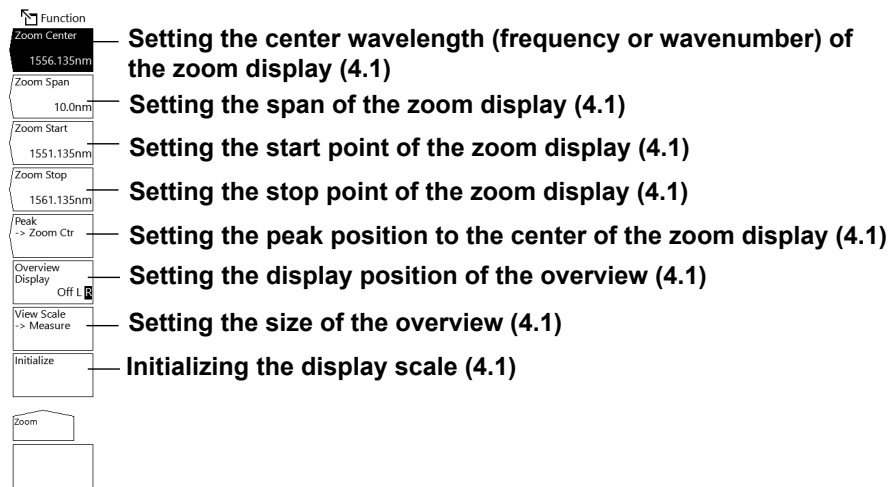 Function
Zoom Center
1556.135nm
Setting the center wavelength (frequency or wavenumber) of
the zoom display (4.1)
Zoom Span
10.0nm
Setting the span of the zoom display (4.1)
Zoom Start
1551.135nm
Setting the start point of the zoom display (4.1)
Zoom Stop
1561.135nm
Setting the stop point of the zoom display (4.1)
Peak
-> Zoom Ctr
Setting the peak position to the center of the zoom display (4.1)
Overview
Display
Off L R
Setting the display position of the overview (4.1)
View Scale
-> Measure
Setting the size of the overview (4.1)
Initialize
Initializing the display scale (4.1)
Zoom